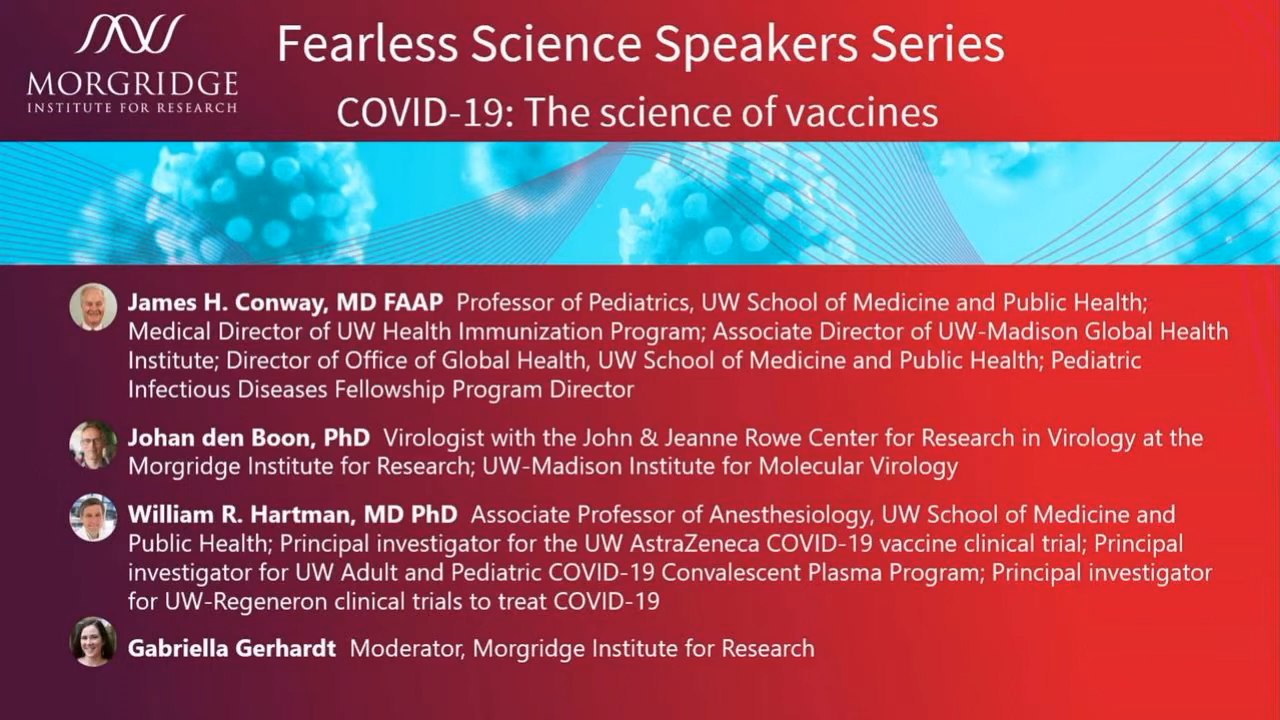 MORGRIDGE
INSTITUTE FOR RESEARCH
Fearless Science Speakers Series
COVID-19: The science of vaccines
James H. Conway, MD FAAP Professor of Pediatrics, UW School of Medicine and Public Health;
Medical Director of UW Health Immunization Program; Associate Director of UW-Madison Global Health
Institute; Director of Office of Global Health, UW School of Medicine and Public Health; Pediatric
Infectious Diseases Fellowship Program Director
Johan den Boon, PhD Virologist with the John & Jeanne Rowe Center for Research in Virology at the
Morgridge Institute for Research; UW-Madison Institute for Molecular Virology
William R. Hartman, MD PhD Associate Professor of Anesthesiology, UW School of Medicine and
Public Health; Principal investigator for the UW AstraZeneca COVID-19 vaccine clinical trial; Principal
investigator for UW Adult and Pediatric COVID-19 Convalescent Plasma Program; Principal investigator
for UW-Regeneron clinical trials to treat COVID-19
Gabriella Gerhardt Moderator, Morgridge Institute for Research